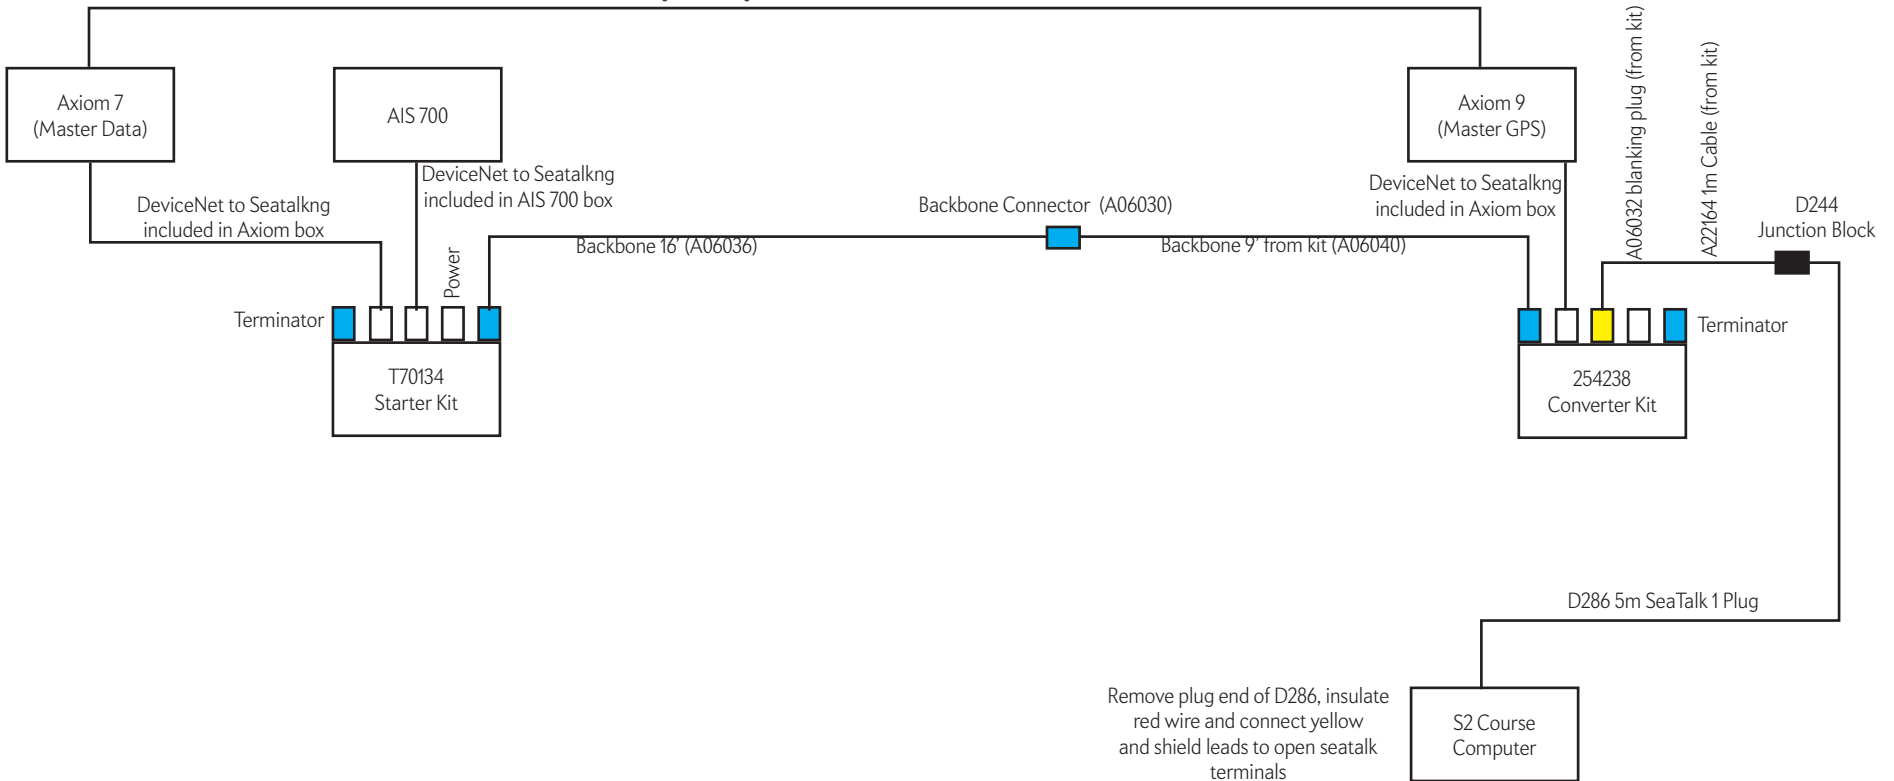 Axiom 7
(Master Data)
AIS 700
Axiom 9
(Master GPS)
A06032 blanking plug (from kit)
A22164 1m Cable (from kit)
DeviceNet to Seatalkng
included in Axiom box
DeviceNet to Seatalkng
included in AIS 700 box
Backbone Connector (A06030)
DeviceNet to Seatalkng
included in Axiom box
D244
Junction Block
Backbone 16' (A06036)
Backbone 9' from kit (A06040)
Power
Terminator
Terminator
T70134
Starter Kit
254238
Converter Kit
D286 5m SeaTalk 1 Plug
Remove plug end of D286, insulate
red wire and connect yellow
and shield leads to open seatalk
terminals
S2 Course
Computer